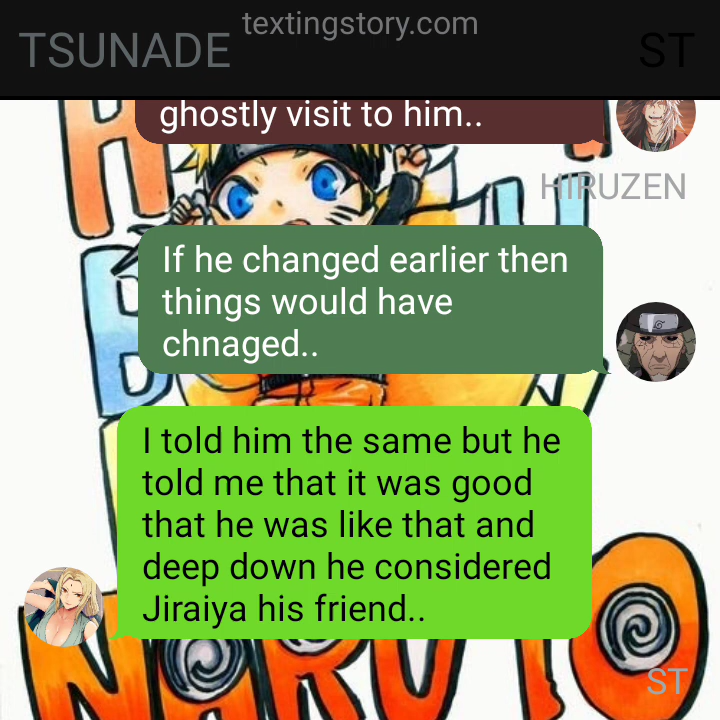 textingstory.com
TSUNADE
ST
ghostly visit to him..
HIRUZEN
If he changed earlier then
things would have
chnaged..
I told him the same but he
told me that it was good
that he was like that and
deep down he considered
Jiraiya his friend..
NARUTO
ST